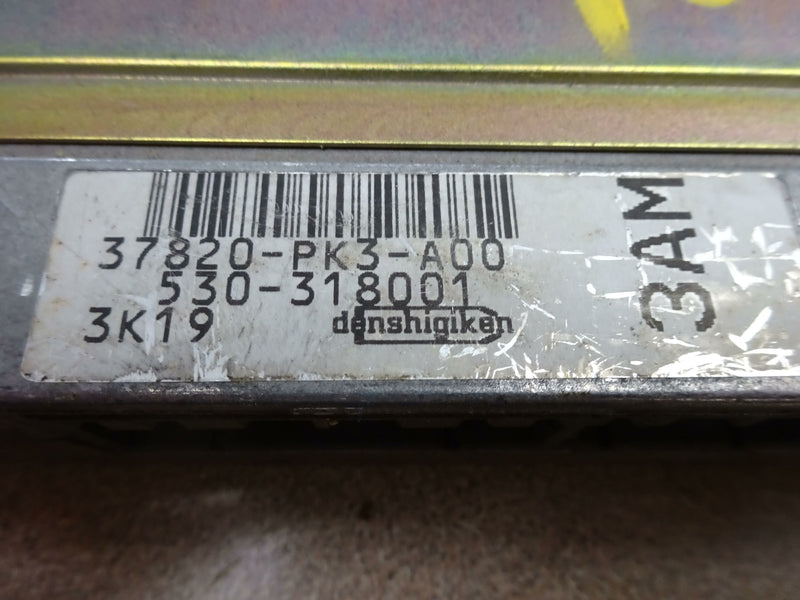 37820-PK3-A00
530-318001
3K19
denshigiken
3AM